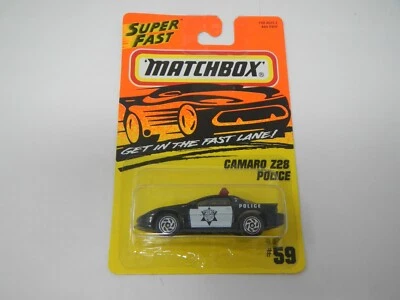 SUPER
FAST
MATCHBOX®
GET IN THE FAST LANE!
CAMARO Z28
POLICE
POLICE
#59